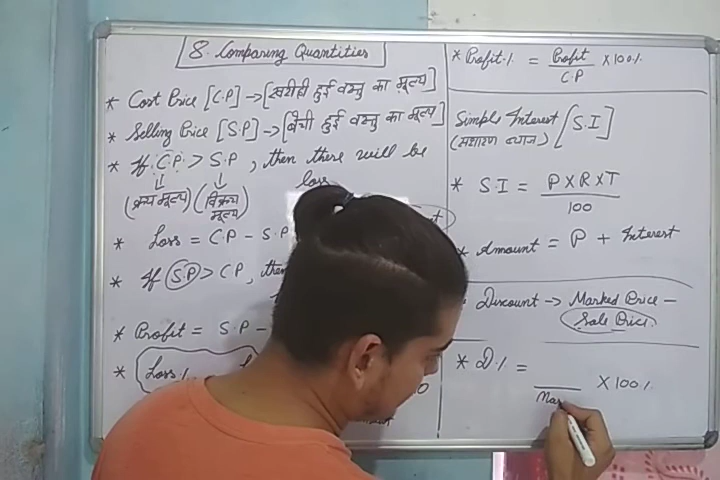 8. Comparing Quantities
* Cost Price [C.P] → [खरीदी हुई वस्तु का मूल्य]
* Selling Price [S.P] → [बेची हुई वस्तु का मूल्य]
* If C.P. > S.P , then there will be
loss
(क्रय मूल्य) (विक्रय मूल्य)
* Loss = C.P - S.P
* If S.P > C.P, then
* Profit = S.P -
* Loss %
* Profit % = Profit / C.P × 100 %
Simple Interest [S.I]
(साधारण ब्याज)
* S.I = P × R × T / 100
* Amount = P + Interest
Discount → Marked Price -
Sale Price.
* D % = / Mar × 100 %